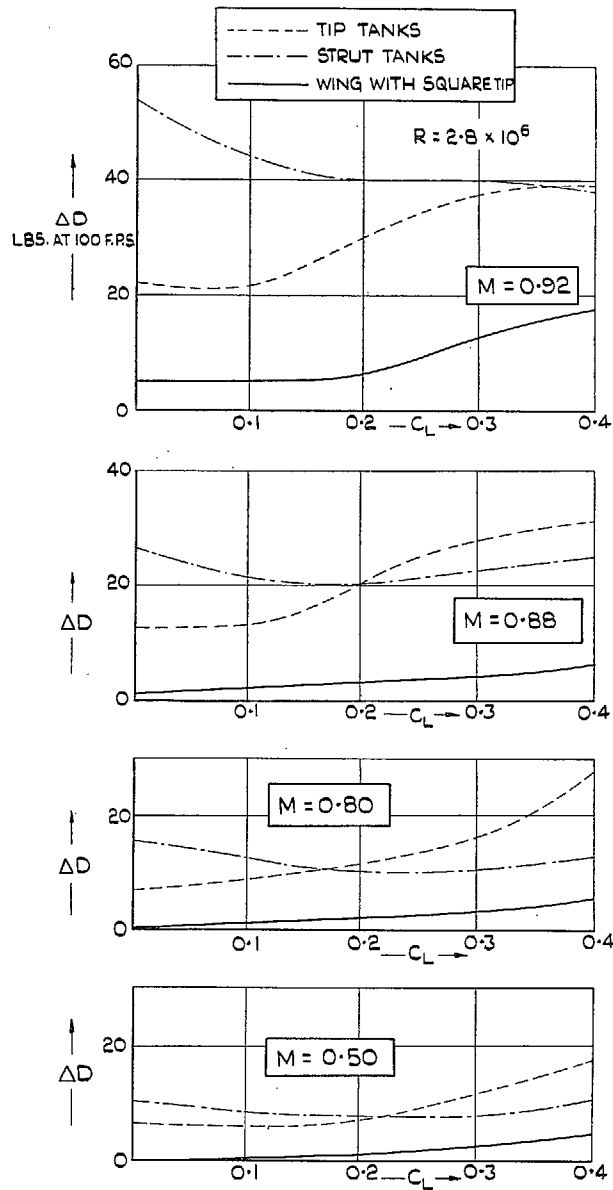 TIP TANKS
STRUT TANKS
WING WITH SQUARE TIP
60
R = 2·8 × 10⁶
40
ΔD
LBS. AT 100 F.P.S.
M = 0·92
20
0
0·1 0·2 C_L 0·3 0·4
40
20
ΔD
M = 0·88
0
0·1 0·2 C_L 0·3 0·4
M = 0·80
20
ΔD
0
0·1 0·2 C_L 0·3 0·4
20
M = 0·50
ΔD
0
0·1 0·2 C_L 0·3 0·4